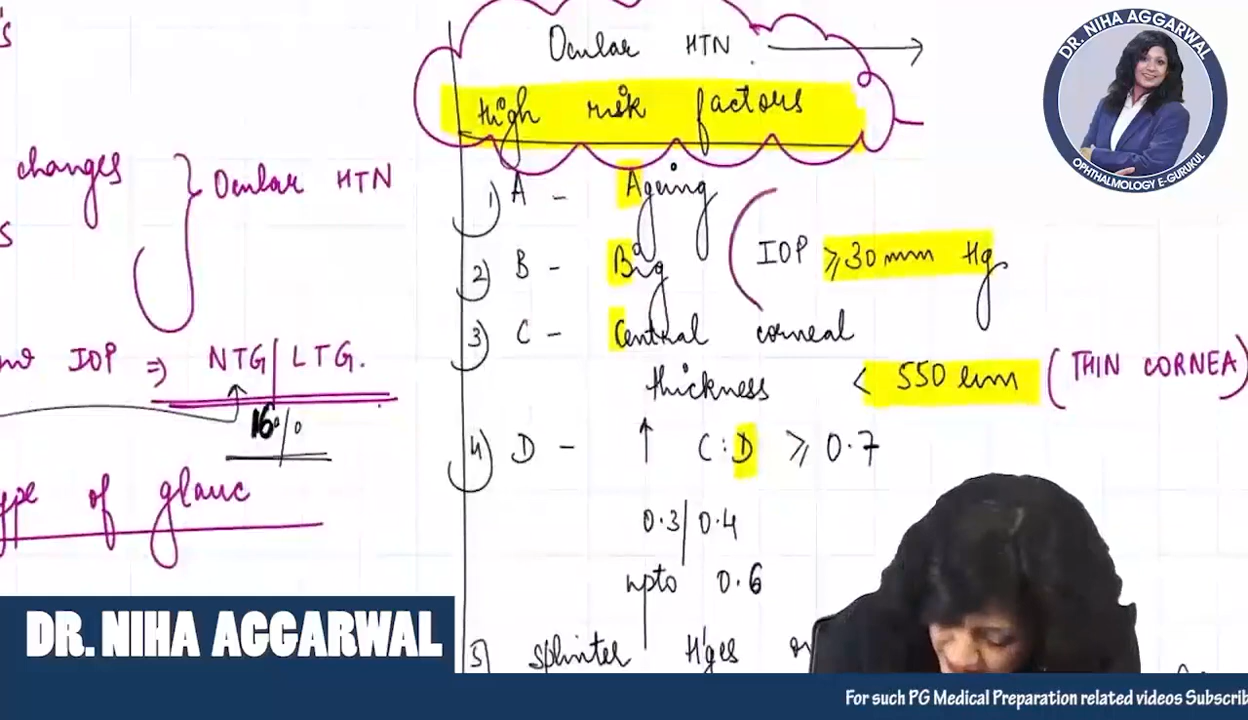 's
changes
s
} Ocular HTN
IOP ⇒ NTG/LTG.
16%
ype of glauc
Ocular HTN →
High risk factors
1) A - Ageing
2) B - Big ( IOP ≥ 30 mm Hg
3) C - Central corneal
thickness < 550 um (THIN CORNEA)
4) D - ↑ C:D ≥ 0.7
0.3/0.4
upto 0.6
5) splinter H'ges
DR. NIHA AGGARWAL
OPHTHALMOLOGY E-GURUKUL
DR. NIHA AGGARWAL
For such PG Medical Preparation related videos Subscrib